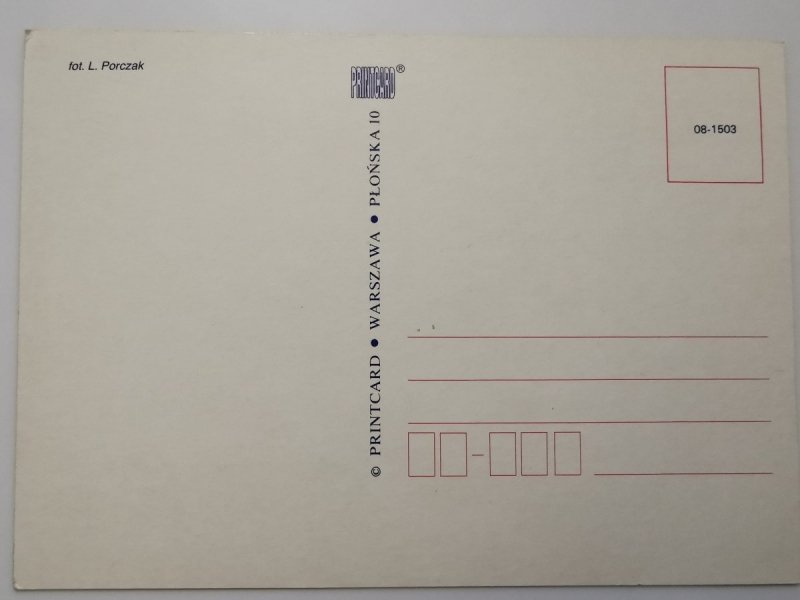 fot. L. Porczak
PRINTCARD®
© PRINTCARD • WARSZAWA • PŁOŃSKA 10
08-1503